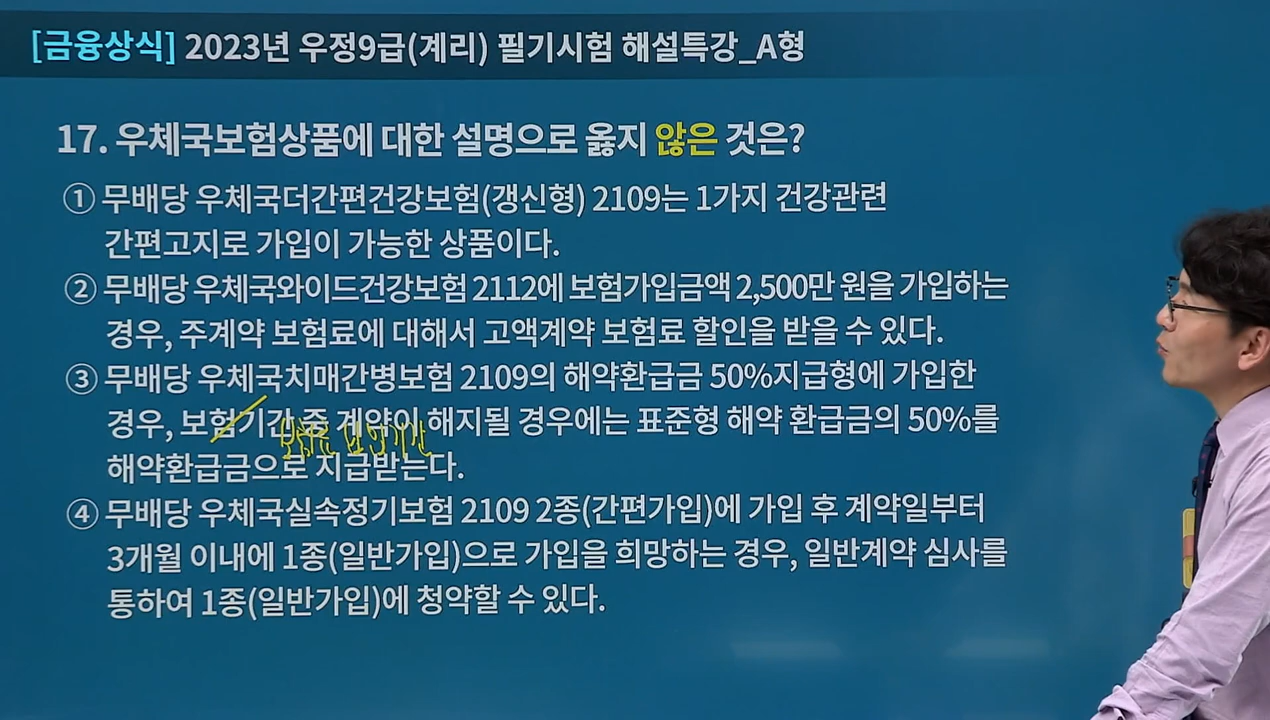 [금융상식] 2023년 우정9급(계리) 필기시험 해설특강_A형
17. 우체국보험상품에 대한 설명으로 옳지 않은 것은?
① 무배당 우체국더간편건강보험(갱신형) 2109는 1가지 건강관련
간편고지로 가입이 가능한 상품이다.
② 무배당 우체국와이드건강보험 2112에 보험가입금액 2,500만 원을 가입하는
경우, 주계약 보험료에 대해서 고액계약 보험료 할인을 받을 수 있다.
③ 무배당 우체국치매간병보험 2109의 해약환급금 50%지급형에 가입한
경우, 보험기간 중 계약이 해지될 경우에는 표준형 해약 환급금의 50%를
보험료 납입기간
해약환급금으로 지급받는다.
④ 무배당 우체국실속정기보험 2109 2종(간편가입)에 가입 후 계약일부터
3개월 이내에 1종(일반가입)으로 가입을 희망하는 경우, 일반계약 심사를
통하여 1종(일반가입)에 청약할 수 있다.